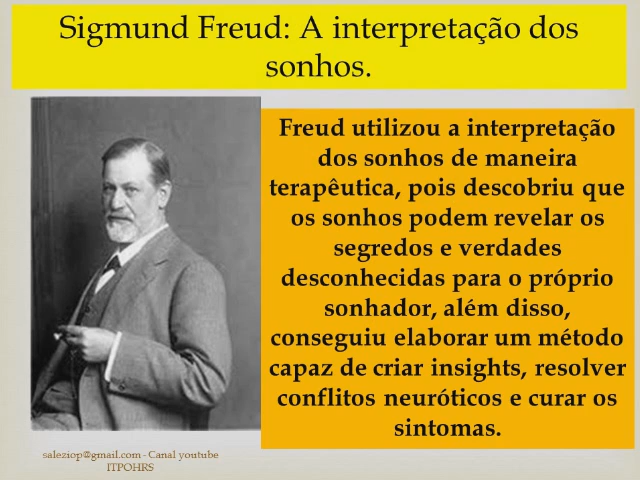 Sigmund Freud: A interpretação dos
sonhos.
Freud utilizou a interpretação
dos sonhos de maneira
terapêutica, pois descobriu que
os sonhos podem revelar os
segredos e verdades
desconhecidas para o próprio
sonhador, além disso,
conseguiu elaborar um método
capaz de criar insights, resolver
conflitos neuróticos e curar os
sintomas.
saleziop@gmail.com - Canal youtube
ITPOHRS